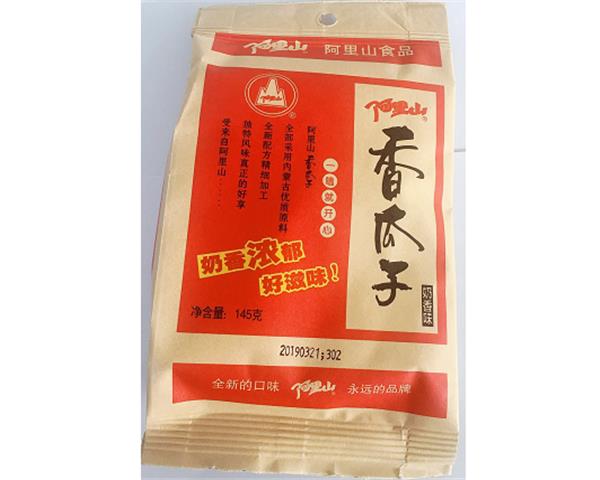 阿里山® 阿里山食品
阿里山®
香瓜子
奶香味
一嗑就开心
阿里山香瓜子
全部采用内蒙古优质原料
全新配方精细加工
独特风味真正的好享
受来自阿里山……
®
奶香浓郁
好滋味!
净含量: 145克
20190321;302
全新的口味 阿里山® 永远的品牌